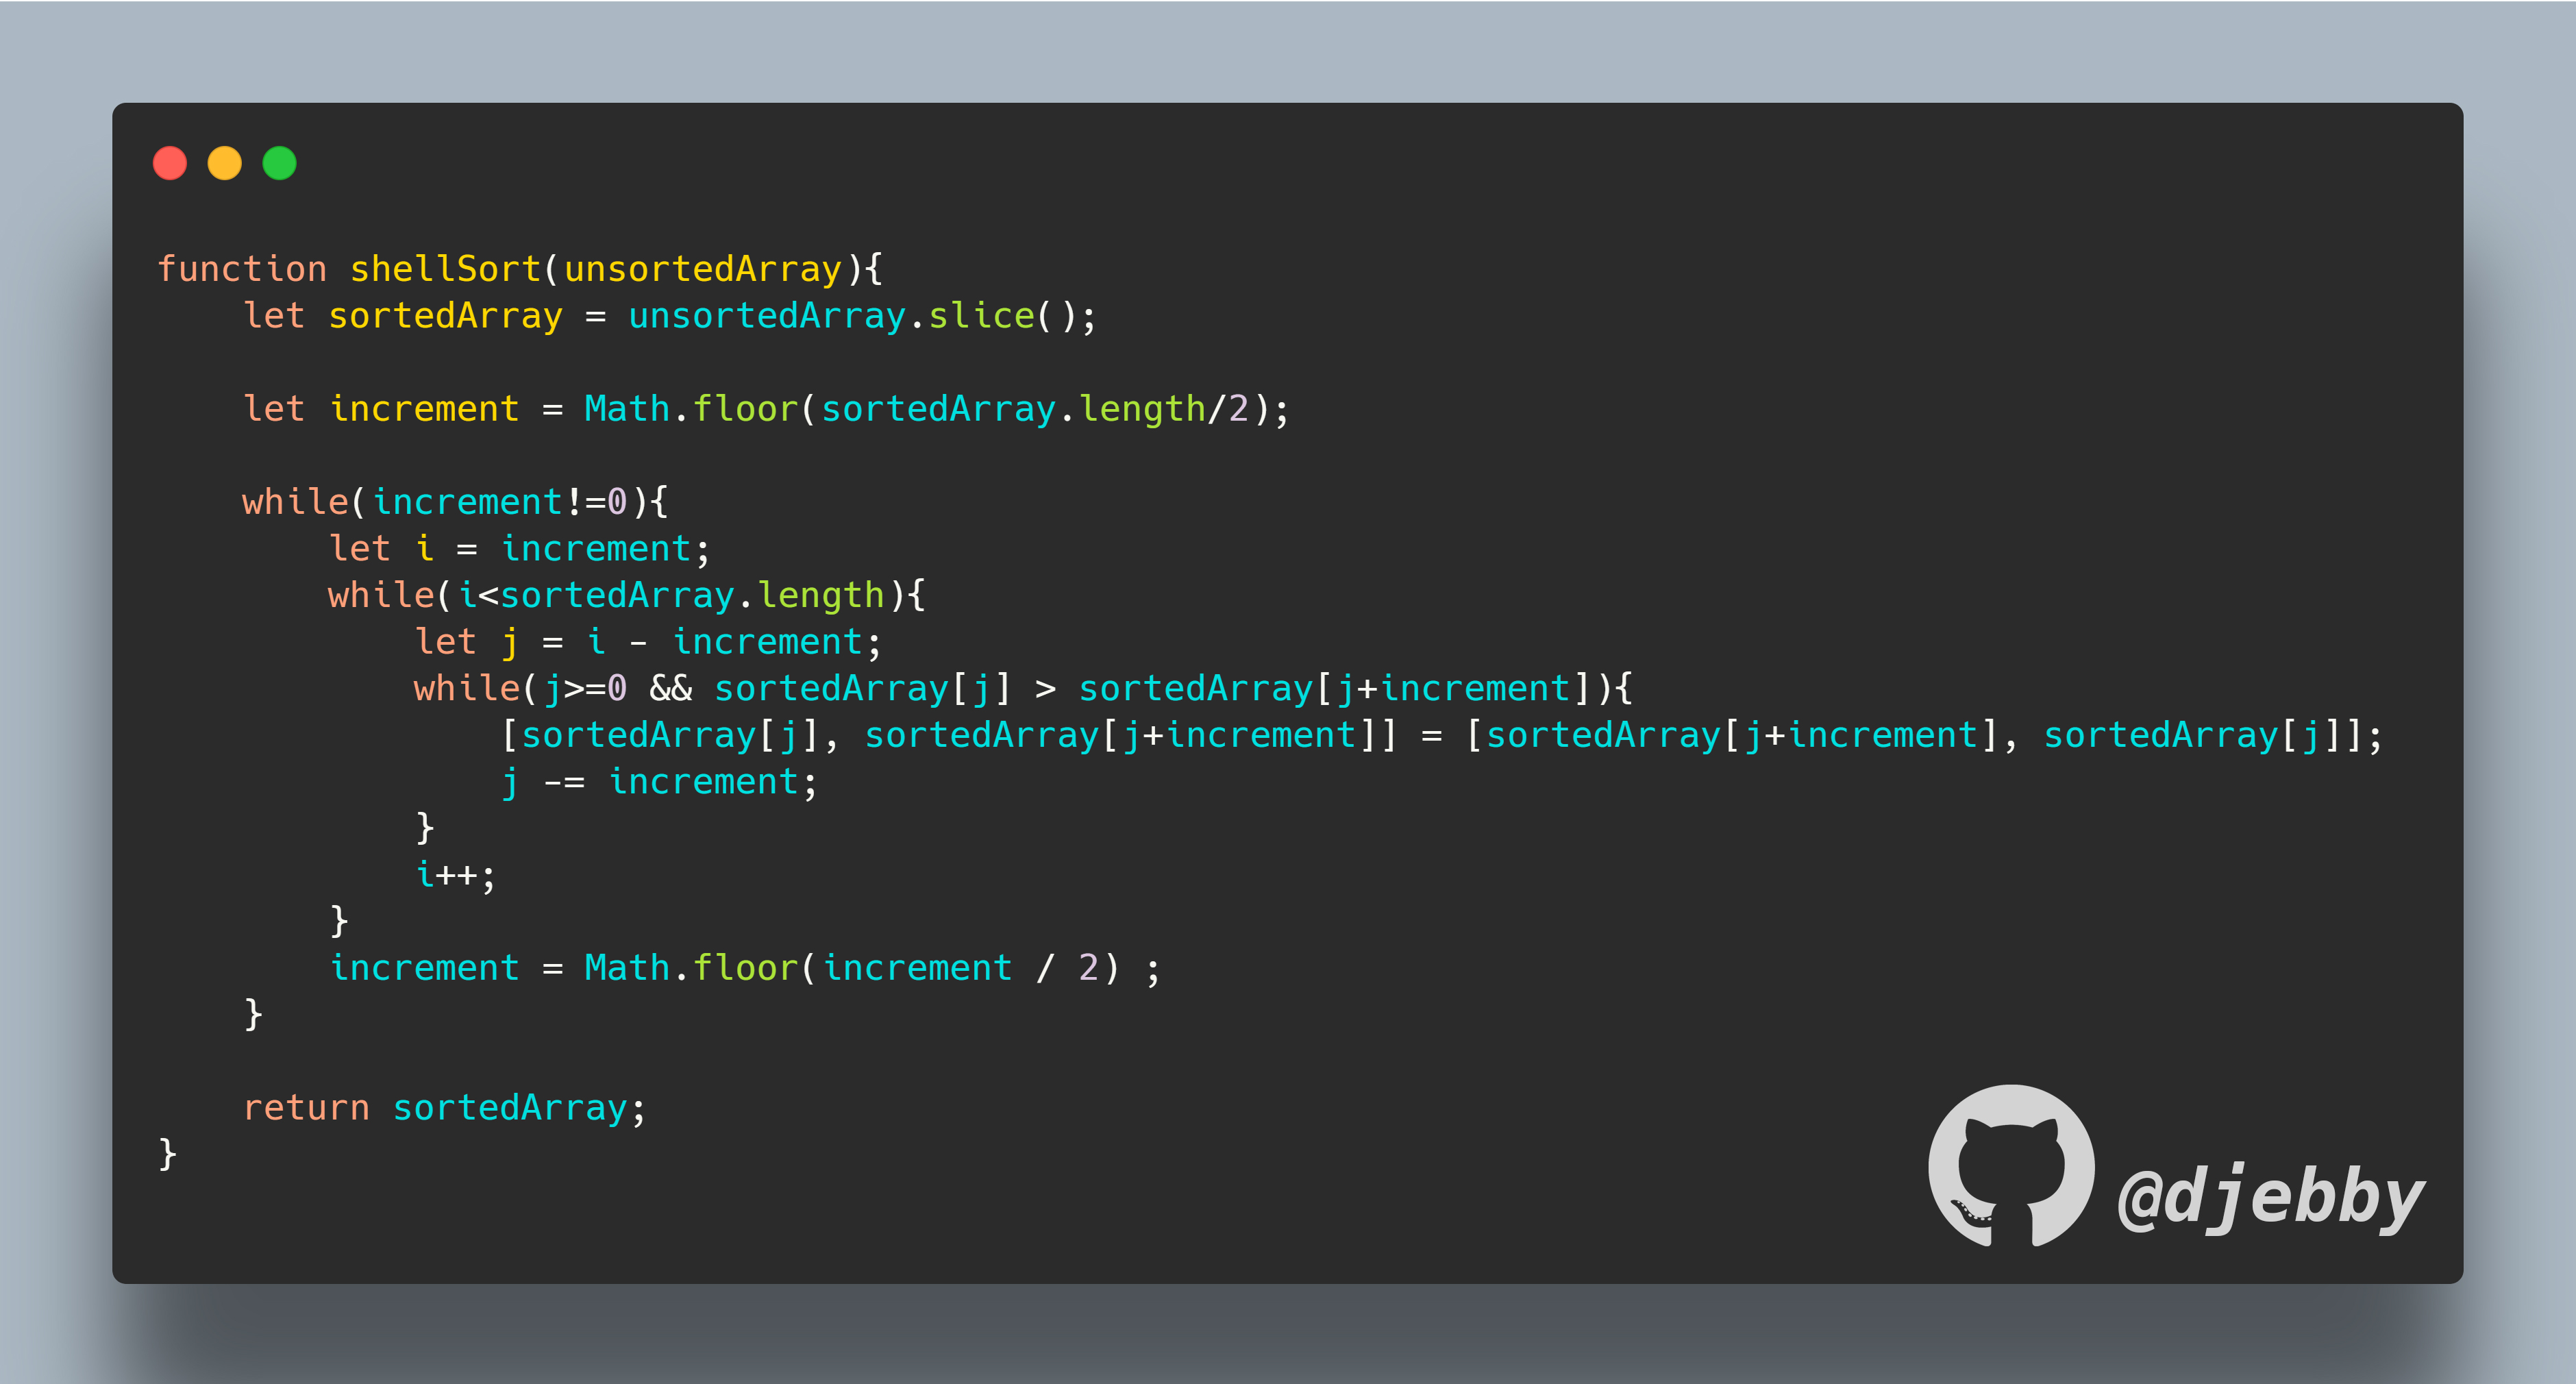 function shellSort(unsortedArray){
    let sortedArray = unsortedArray.slice();
    let increment = Math.floor(sortedArray.length/2);
    while(increment!=0){
        let i = increment;
        while(i<sortedArray.length){
            let j = i - increment;
            while(j>=0 && sortedArray[j] > sortedArray[j+increment]){
                [sortedArray[j], sortedArray[j+increment]] = [sortedArray[j+increment], sortedArray[j]];
                j -= increment;
            }
            i++;
        }
        increment = Math.floor(increment / 2) ;
    }
    return sortedArray;
}
@djebby